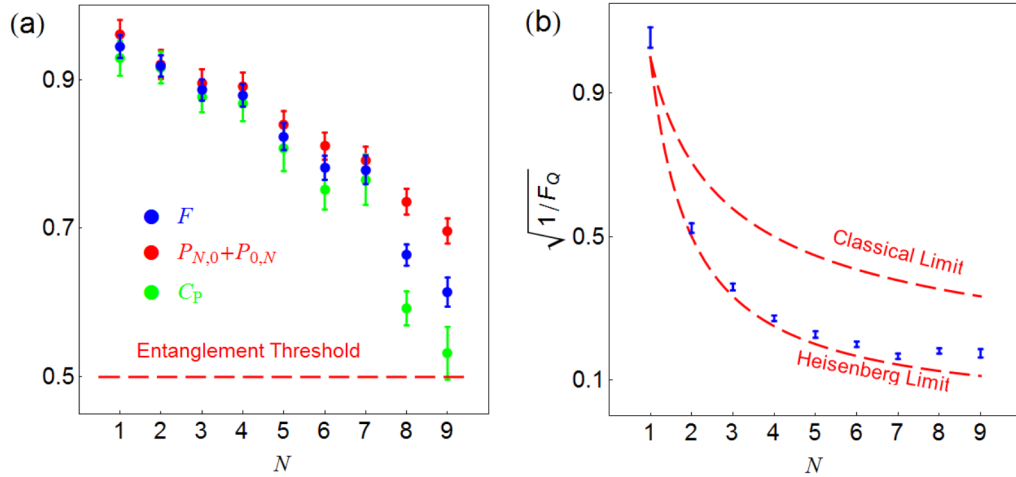 (a)
0.9
0.7
0.5
F
P_{N,0}+P_{0,N}
C_P
Entanglement Threshold
1 2 3 4 5 6 7 8 9
N
(b)
0.9
0.5
0.1
√1/F_Q
Classical Limit
Heisenberg Limit
1 2 3 4 5 6 7 8 9
N